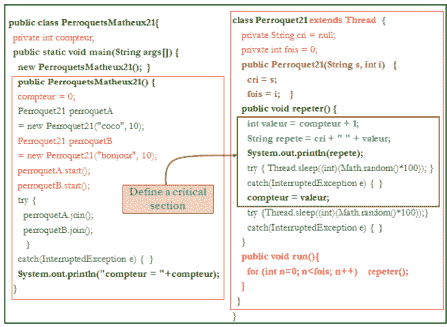 public class PerroquetsMatheux21{
private int compteur;
public static void main(String args[]) {
new PerroquetsMatheux21(); }
public PerroquetsMatheux21() {
compteur = 0;
Perroquet21 perroquetA
= new Perroquet21("coco", 10);
Perroquet21 perroquetB
= new Perroquet21("bonjour", 10);
perroquetA.start();
perroquetB.start();
try {
perroquetA.join();
perroquetB.join();
}
catch(InterruptedException e) { }
System.out.println("compteur = "+compteur);
}
Define a critical
section
class Perroquet21 extends Thread {
private String cri = null;
private int fois = 0;
public Perroquet21(String s, int i) {
cri = s;
fois = i; }
public void repeter() {
int valeur = compteur + 1;
String repete = cri + " " + valeur;
System.out.println(repete);
try { Thread.sleep((int)(Math.random()*100)); }
catch(InterruptedException e) { }
compteur = valeur;
try {Thread.sleep((int)(Math.random()*100));}
catch(InterruptedException e) { }
}
public void run(){
for (int n=0; n<fois; n++) repeter();
}
}
}